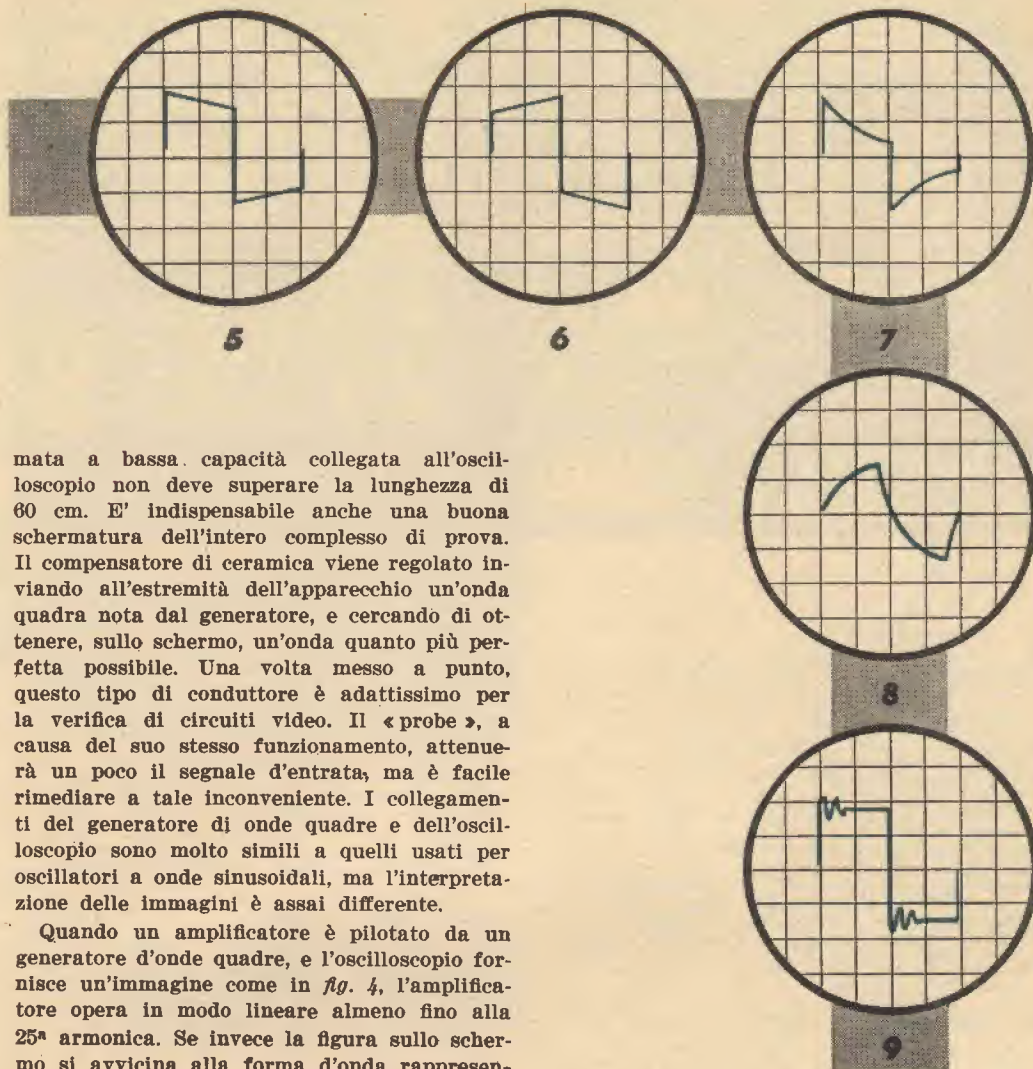 5
6
7
8
9
mata a bassa capacità collegata all'oscil-
loscopio non deve superare la lunghezza di
60 cm. E' indispensabile anche una buona
schermatura dell'intero complesso di prova.
Il compensatore di ceramica viene regolato in-
viando all'estremità dell'apparecchio un'onda
quadra nota dal generatore, e cercando di ot-
tenere, sullo schermo, un'onda quanto più per-
fetta possibile. Una volta messo a punto,
questo tipo di conduttore è adattissimo per
la verifica di circuiti video. Il « probe », a
causa del suo stesso funzionamento, attenue-
rà un poco il segnale d'entrata, ma è facile
rimediare a tale inconveniente. I collegamen-
ti del generatore di onde quadre e dell'oscil-
loscopio sono molto simili a quelli usati per
oscillatori a onde sinusoidali, ma l'interpreta-
zione delle immagini è assai differente.
Quando un amplificatore è pilotato da un
generatore d'onde quadre, e l'oscilloscopio for-
nisce un'immagine come in fig. 4, l'amplifica-
tore opera in modo lineare almeno fino alla
25ª armonica. Se invece la figura sullo scher-
mo si avvicina alla forma d'onda rappresen-